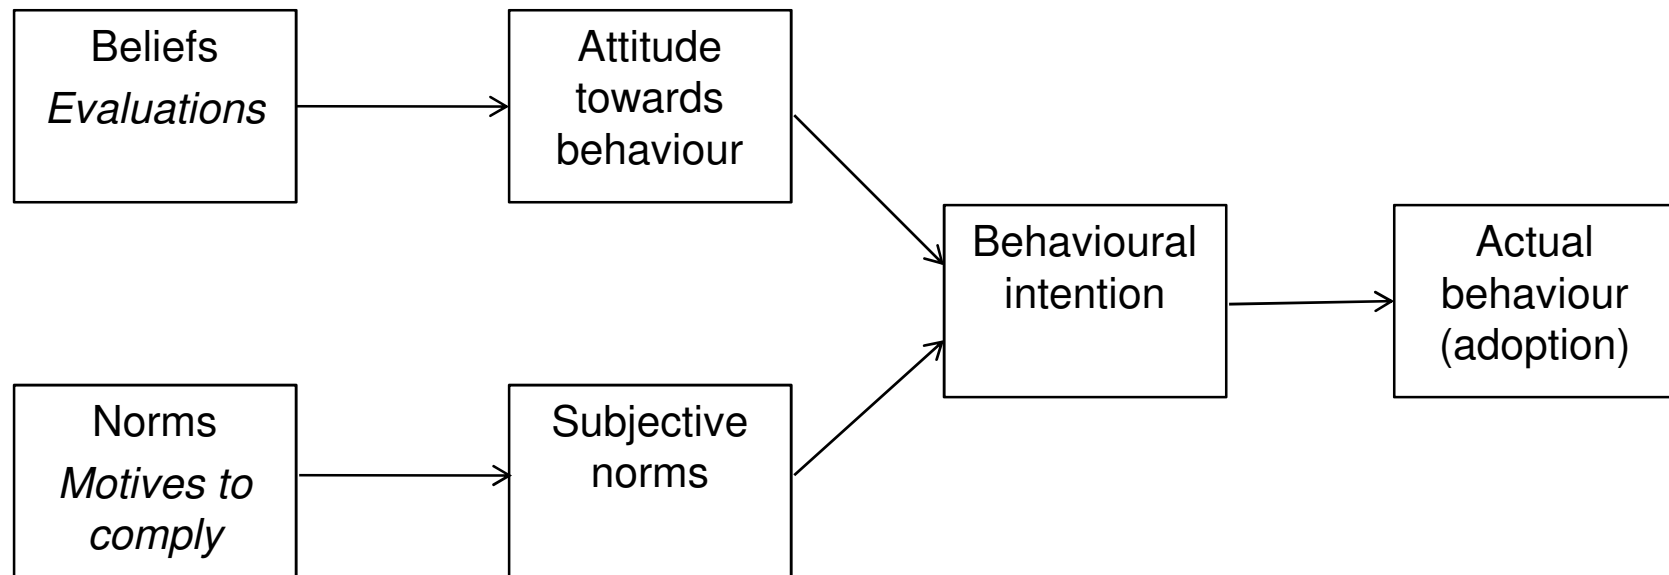 Beliefs
Evaluations
Attitude
towards
behaviour
Behavioural
intention
Actual
behaviour
(adoption)
Norms
Motives to
comply
Subjective
norms